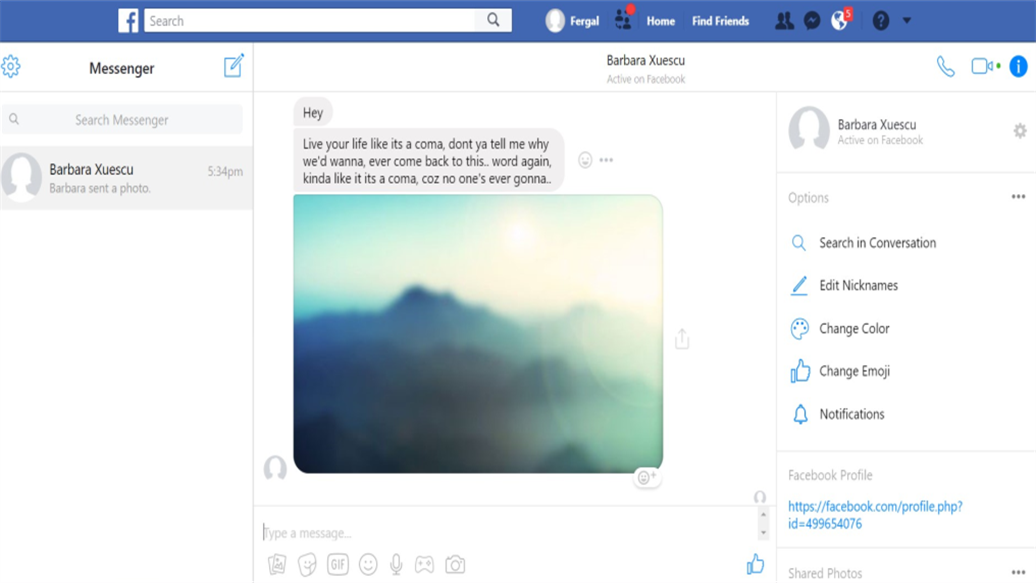 f
Search
Fergal
Home
Find Friends
5
?
Messenger
Search Messenger
Barbara Xuescu
5:34pm
Barbara sent a photo.
Barbara Xuescu
Active on Facebook
Hey
Live your life like its a coma, dont ya tell me why
we'd wanna, ever come back to this.. word again,
kinda like it its a coma, coz no one's ever gonna..
Type a message...
GIF
i
Barbara Xuescu
Active on Facebook
Options
Search in Conversation
Edit Nicknames
Change Color
Change Emoji
Notifications
Facebook Profile
https://facebook.com/profile.php?
id=499654076
Shared Photos